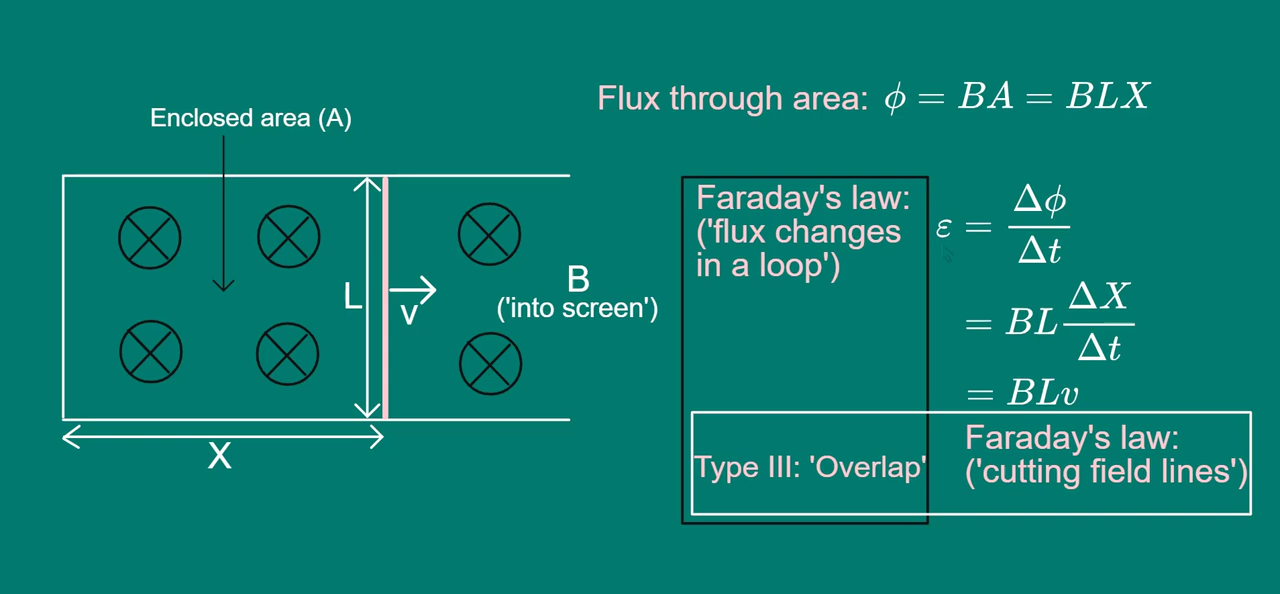 Flux through area: ϕ = BA = BLX
Enclosed area (A)
L
v
B
('into screen')
X
Faraday's law:
('flux changes
in a loop')
ε = Δϕ / Δt
= BL ΔX / Δt
= BLv
Type III: 'Overlap'
Faraday's law:
('cutting field lines')